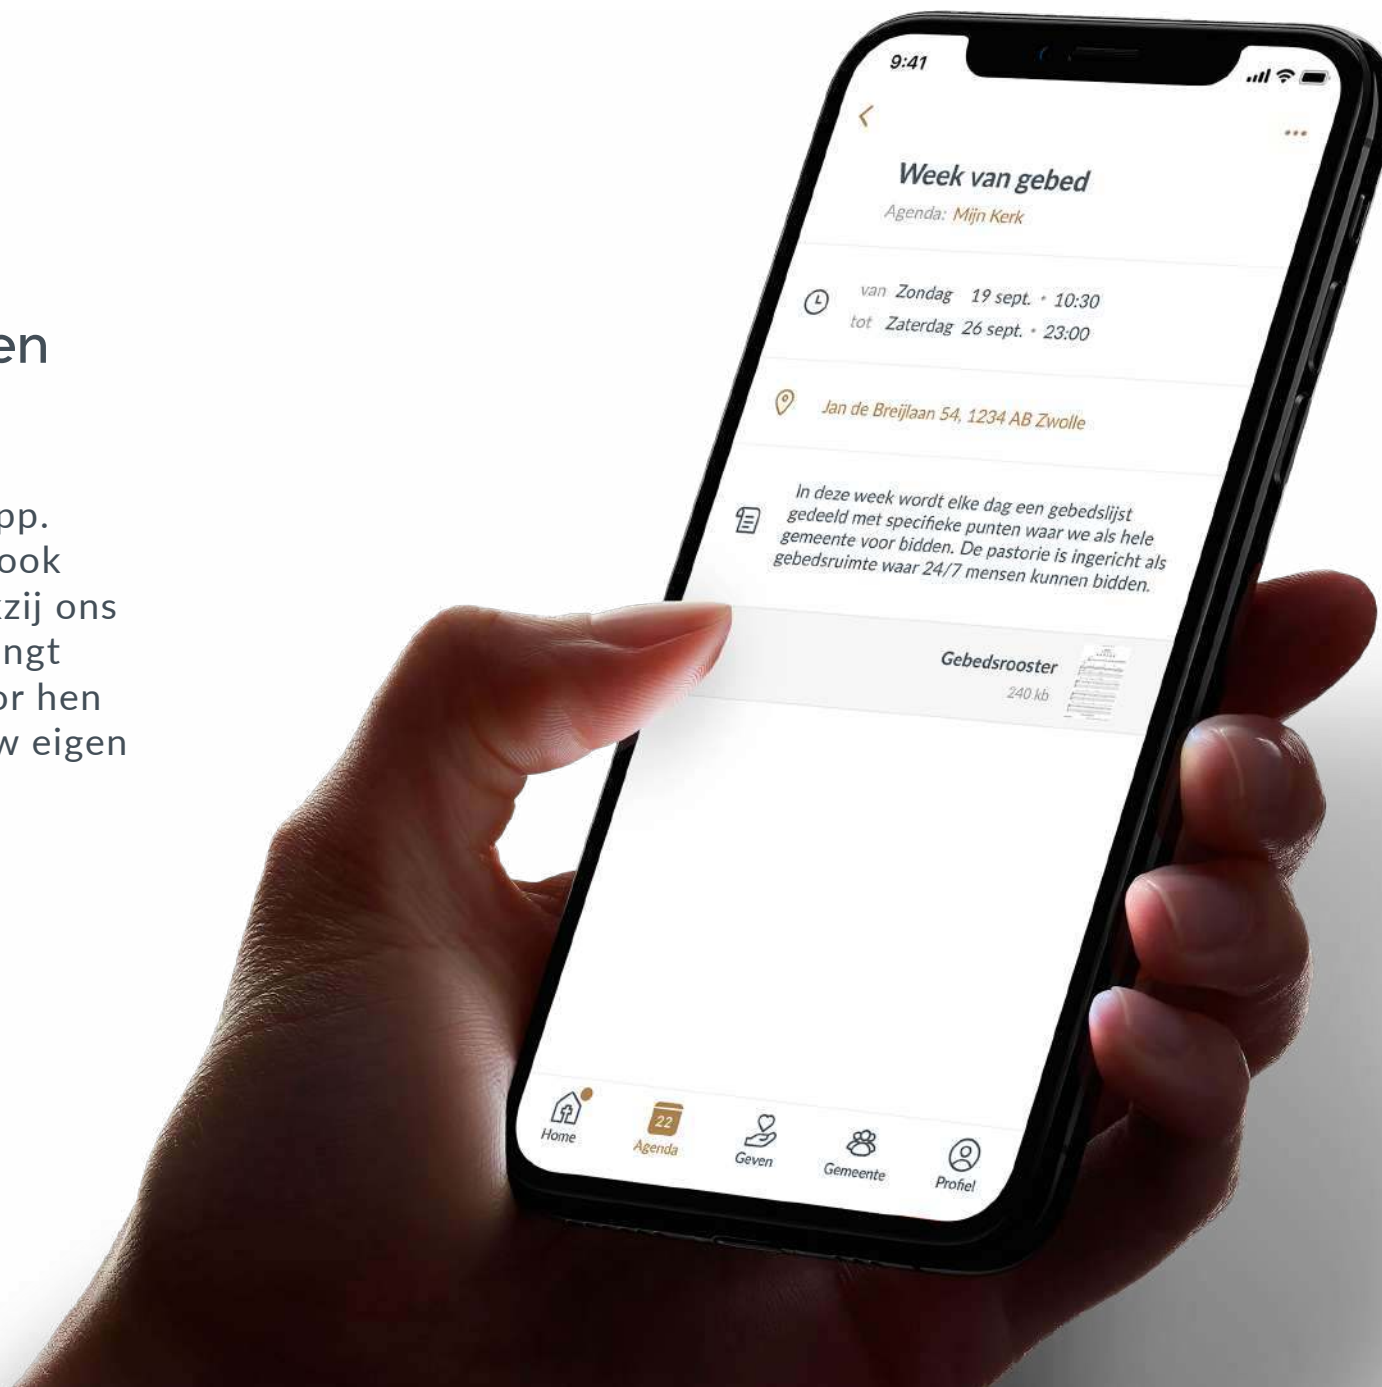 en
pp.
ook
kzij ons
ngt
or hen
w eigen
9:41
Week van gebed
Agenda: Mijn Kerk
van Zondag 19 sept. • 10:30
tot Zaterdag 26 sept. • 23:00
Jan de Breijlaan 54, 1234 AB Zwolle
In deze week wordt elke dag een gebedslijst
gedeeld met specifieke punten waar we als hele
gemeente voor bidden. De pastorie is ingericht als
gebedsruimte waar 24/7 mensen kunnen bidden.
Gebedsrooster
240 kb
Home
22
Agenda
Geven
Gemeente
Profiel